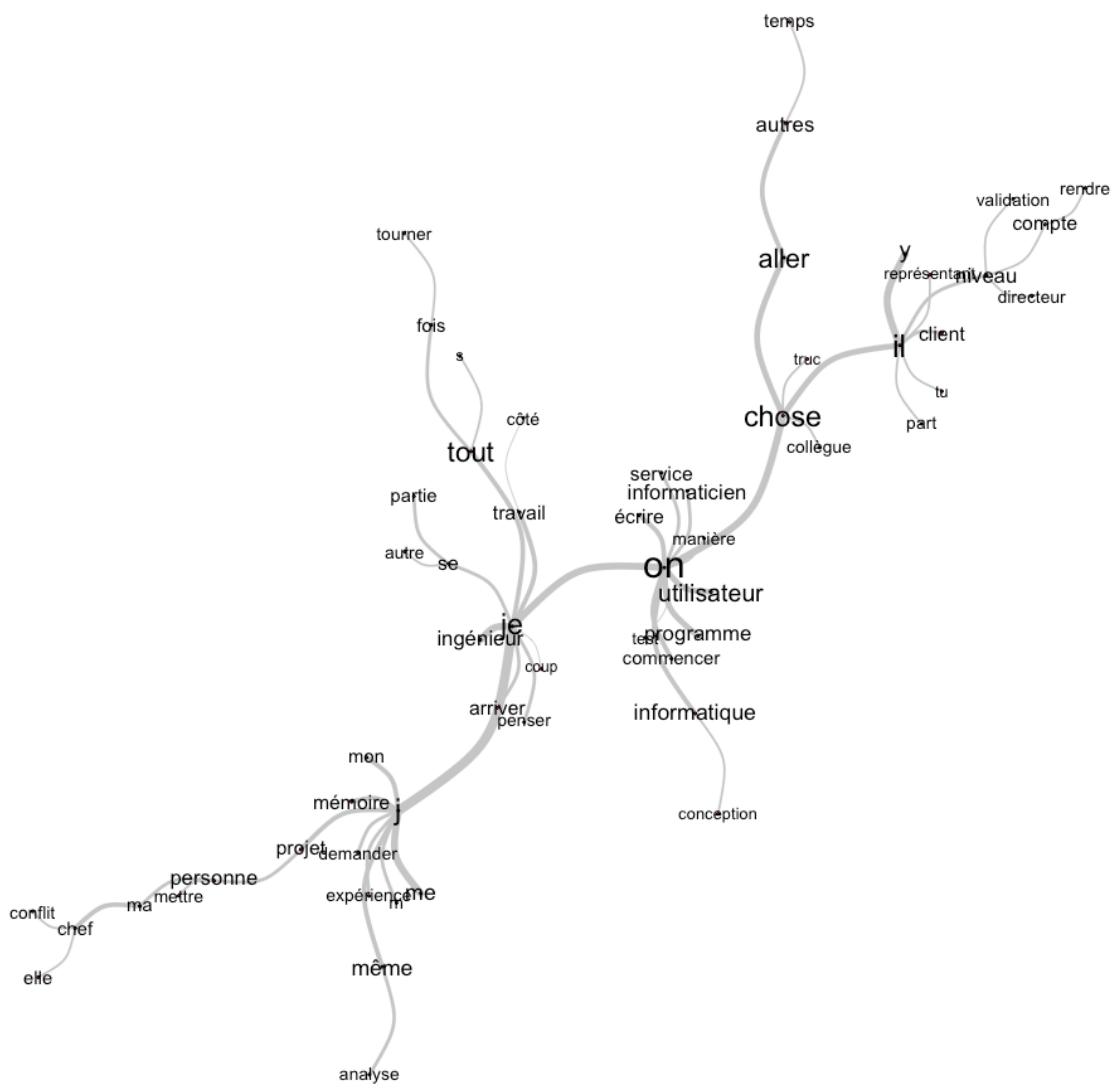 temps
autres
rendre
validation
compte
tourner
y
aller
représentant
niveau
directeur
fois
client
il
s
truc
tu
chose
côté
part
tout
collègue
service
partie
informaticien
travail
écrire
manière
autre
se
on
utilisateur
je
ingénieur
programme
test
commencer
coup
arriver
informatique
penser
mon
mémoire
j
conception
projet
demander
personne
me
expérience
mettre
m
ma
conflit
chef
même
elle
analyse